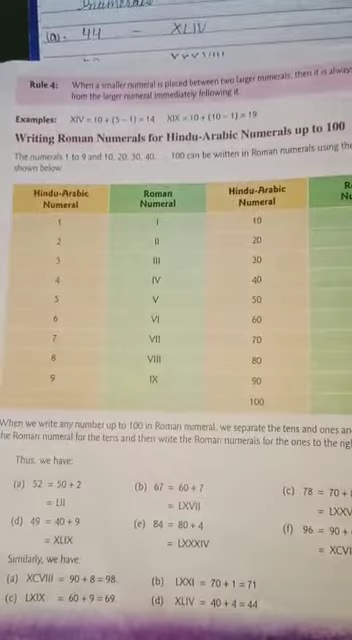 Numerals
(a). 44 - XLIV
Rule 4: When a smaller numeral is placed between two larger numerals, then it is always
from the larger numeral immediately following it.
Examples: XIV = 10 + (5 – 1) = 14 XIX = 10 + (10 – 1) = 19
Writing Roman Numerals for Hindu-Arabic Numerals up to 100
The numerals 1 to 9 and 10, 20, 30, 40, ... 100 can be written in Roman numerals using the
shown below
Hindu-Arabic Numeral Roman Numeral Hindu-Arabic Numeral
1 I 10
2 II 20
3 III 30
4 IV 40
5 V 50
6 VI 60
7 VII 70
8 VIII 80
9 IX 90
100
When we write any number up to 100 in Roman numeral, we separate the tens and ones an
the Roman numeral for the tens and then write the Roman numerals for the ones to the rig
Thus, we have:
(a) 52 = 50 + 2 (b) 67 = 60 + 7 (c) 78 = 70 +
= LII = LXVII = LXXV
(d) 49 = 40 + 9 (e) 84 = 80 + 4 (f) 96 = 90 +
= XLIX = LXXXIV = XCVI
Similarly, we have:
(a) XCVIII = 90 + 8 = 98 (b) LXXI = 70 + 1 = 71
(c) LXIX = 60 + 9 = 69 (d) XLIV = 40 + 4 = 44